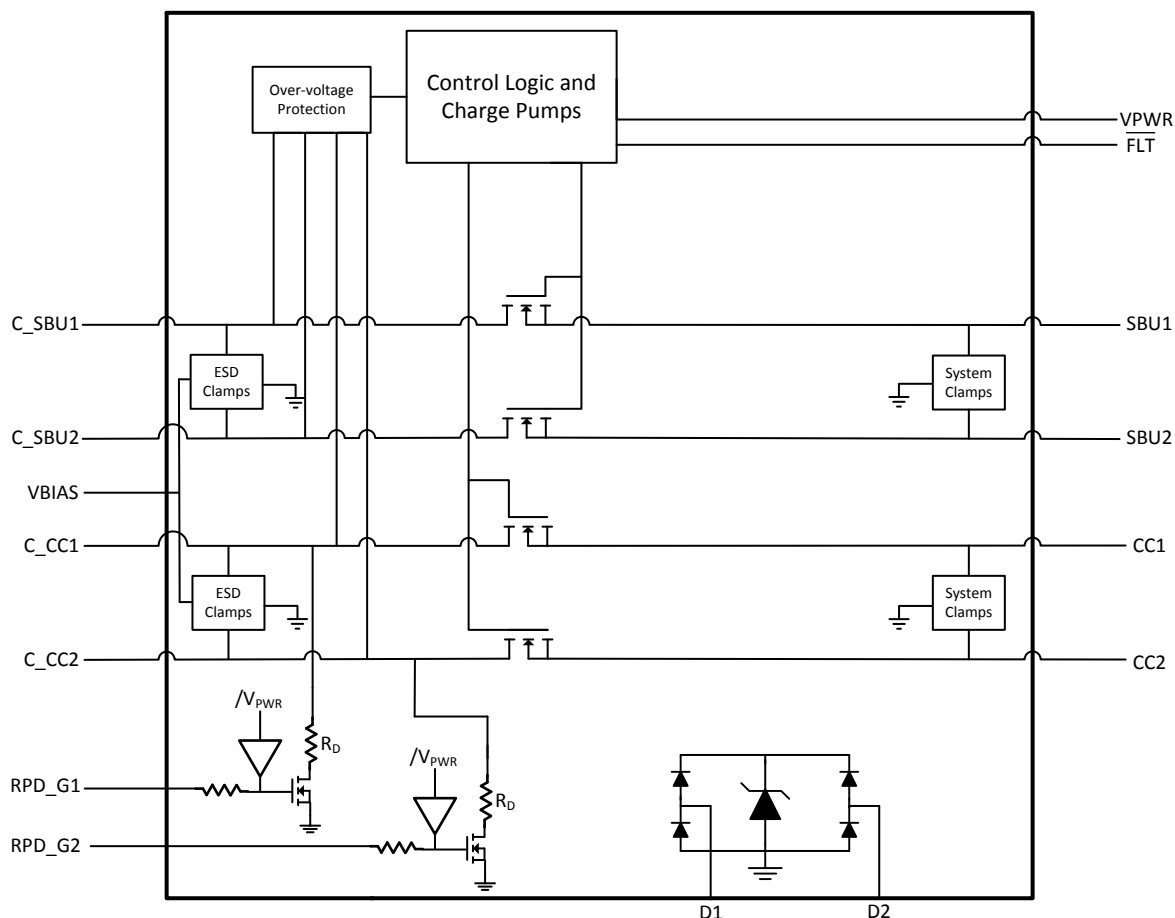 Control Logic and
Charge Pumps
Over-voltage
Protection
VPWR
FLT
C_SBU1
SBU1
ESD
Clamps
System
Clamps
C_SBU2
SBU2
VBIAS
C_CC1
CC1
ESD
Clamps
System
Clamps
C_CC2
CC2
/VPWR
RD
/VPWR
RD
RPD_G1
RPD_G2
D1
D2